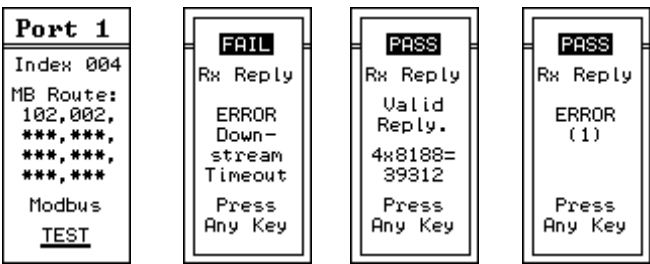 Port 1
Index 004
MB Route:
102,002,
***,***,
***,***,
***,***
Modbus
TEST
FAIL
Rx Reply
ERROR
Down-
stream
Timeout
Press
Any Key
PASS
Rx Reply
Valid
Reply.
4x8188=
39312
Press
Any Key
PASS
Rx Reply
ERROR
(1)
Press
Any Key